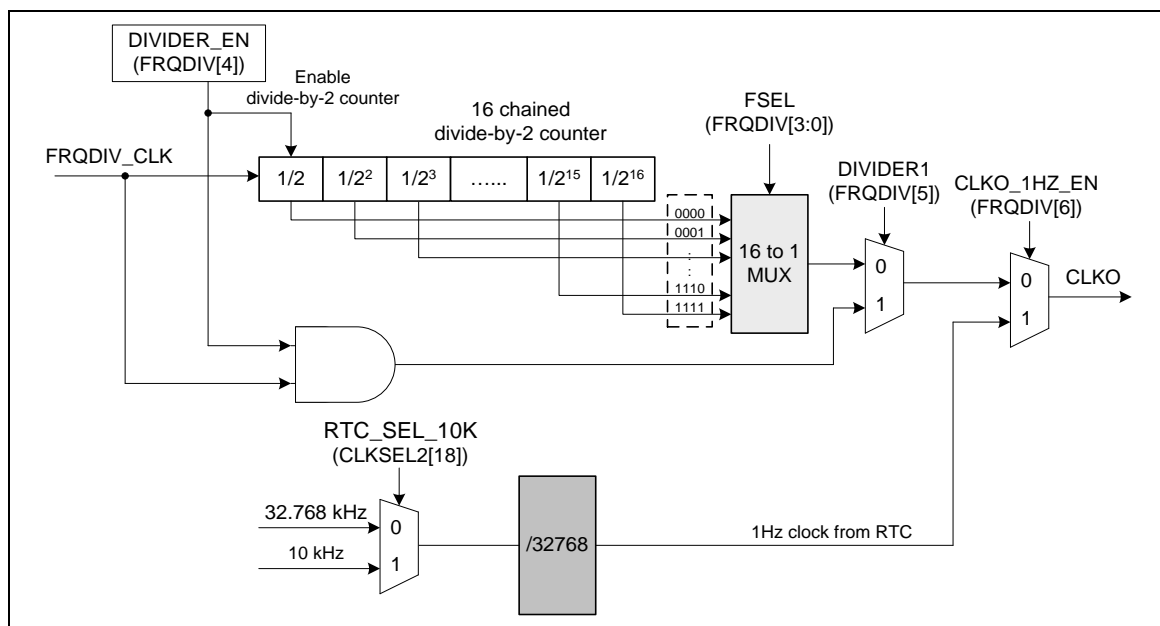 DIVIDER_EN
(FRQDIV[4])
Enable
divide-by-2 counter
16 chained
divide-by-2 counter
FSEL
(FRQDIV[3:0])
FRQDIV_CLK
1/2 1/2² 1/2³ …... 1/2¹⁵ 1/2¹⁶
DIVIDER1
(FRQDIV[5])
CLKO_1HZ_EN
(FRQDIV[6])
0000
0001
:
:
1110
1111
16 to 1
MUX
0
1
0
1
CLKO
RTC_SEL_10K
(CLKSEL2[18])
32.768 kHz
10 kHz
0
1
/32768
1Hz clock from RTC